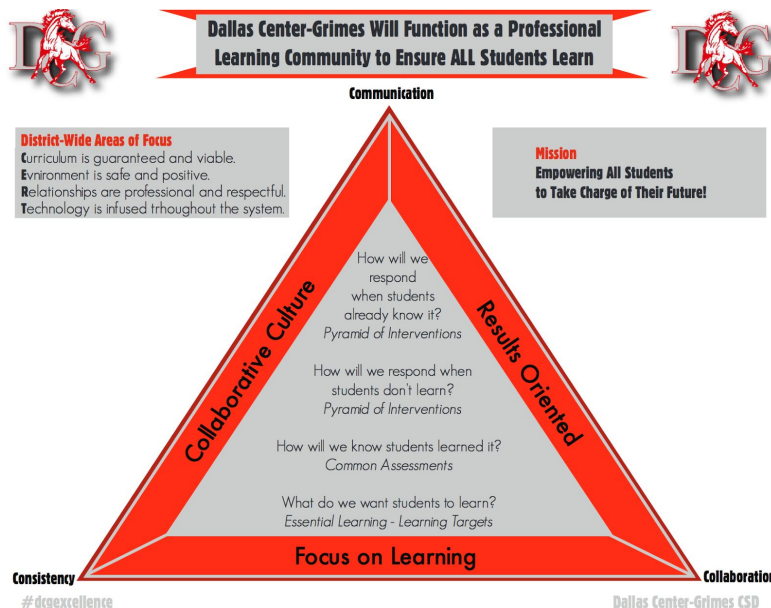 DCG
Dallas Center-Grimes Will Function as a Professional
Learning Community to Ensure ALL Students Learn
DCG
Communication
District-Wide Areas of Focus
Curriculum is guaranteed and viable.
Evnironment is safe and positive.
Relationships are professional and respectful.
Technology is infused trhoughout the system.
Mission
Empowering All Students
to Take Charge of Their Future!
Collaborative Culture
Results Oriented
How will we
respond
when students
already know it?
Pyramid of Interventions
How will we respond when
students don't learn?
Pyramid of Interventions
How will we know students learned it?
Common Assessments
What do we want students to learn?
Essential Learning - Learning Targets
Focus on Learning
Consistency
Collaboration
#dcgexcellence
Dallas Center-Grimes CSD